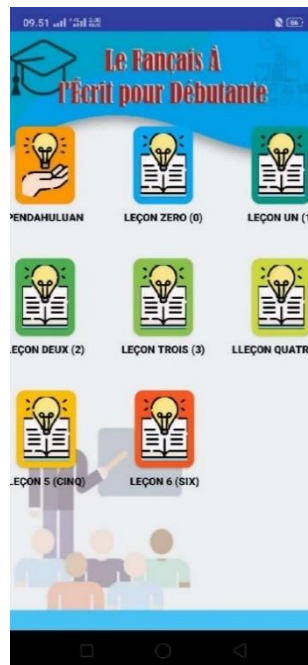 09.51
86
Le Fançais À
l'Écrit pour Débutante
PENDAHULUAN
LEÇON ZERO (0)
LEÇON UN (1
LEÇON DEUX (2)
LEÇON TROIS (3)
LLEÇON QUATR
LEÇON 5 (CINQ)
LEÇON 6 (SIX)